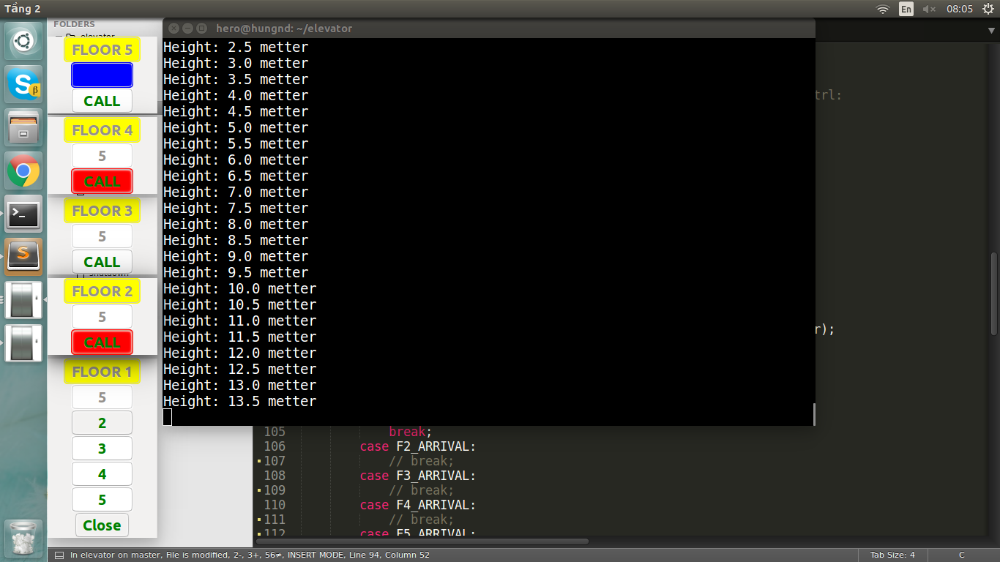 Tầng 2
En
08:05
FOLDERS
elevator
FLOOR 5
CALL
FLOOR 4
5
CALL
FLOOR 3
5
CALL
shutdown
FLOOR 2
5
CALL
FLOOR 1
5
2
3
4
5
Close
hero@hungnd: ~/elevator
Height: 2.5 metter
Height: 3.0 metter
Height: 3.5 metter
Height: 4.0 metter
Height: 4.5 metter
Height: 5.0 metter
Height: 5.5 metter
Height: 6.0 metter
Height: 6.5 metter
Height: 7.0 metter
Height: 7.5 metter
Height: 8.0 metter
Height: 8.5 metter
Height: 9.0 metter
Height: 9.5 metter
Height: 10.0 metter
Height: 10.5 metter
Height: 11.0 metter
Height: 11.5 metter
Height: 12.0 metter
Height: 12.5 metter
Height: 13.0 metter
Height: 13.5 metter
trl:
r);
105 break;
106 case F2_ARRIVAL:
107 // break;
108 case F3_ARRIVAL:
109 // break;
110 case F4_ARRIVAL:
111 // break;
112 case F5_ARRIVAL:
In elevator on master, File is modified, 2-, 3+, 56≠, INSERT MODE, Line 94, Column 52
Tab Size: 4
C